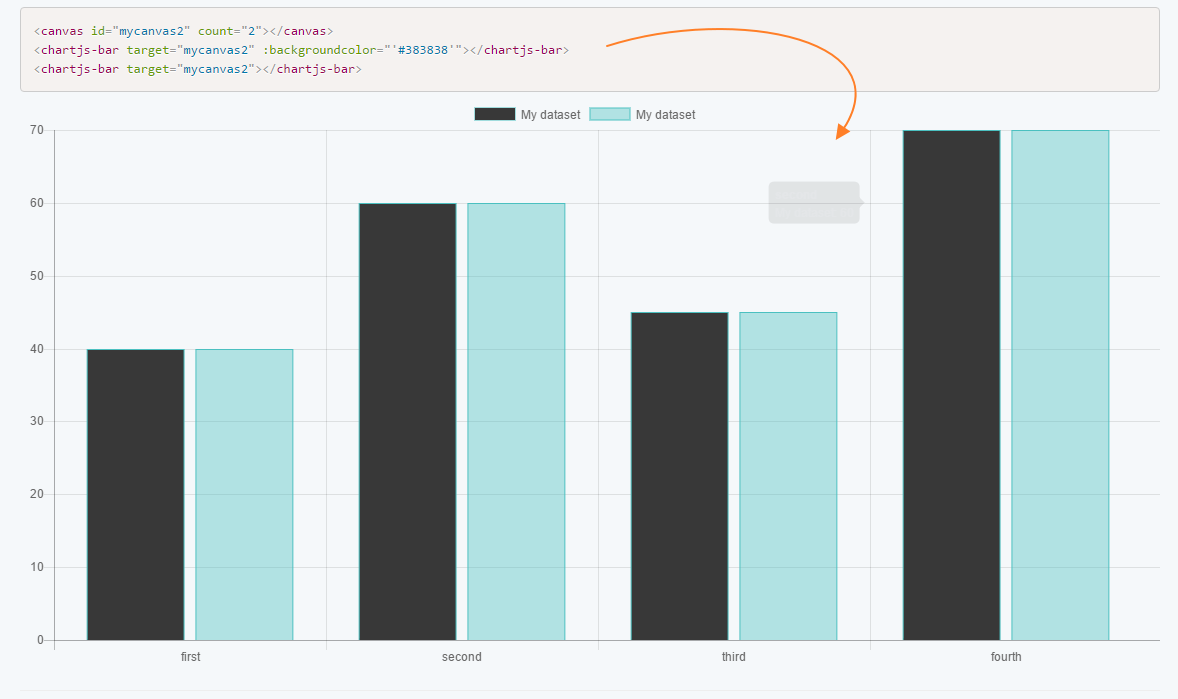 <canvas id="mycanvas2" count="2"></canvas>
<chartjs-bar target="mycanvas2" :backgroundcolor="'#383838'"></chartjs-bar>
<chartjs-bar target="mycanvas2"></chartjs-bar>
My dataset My dataset
70
60
50
40
30
20
10
0
first second third fourth